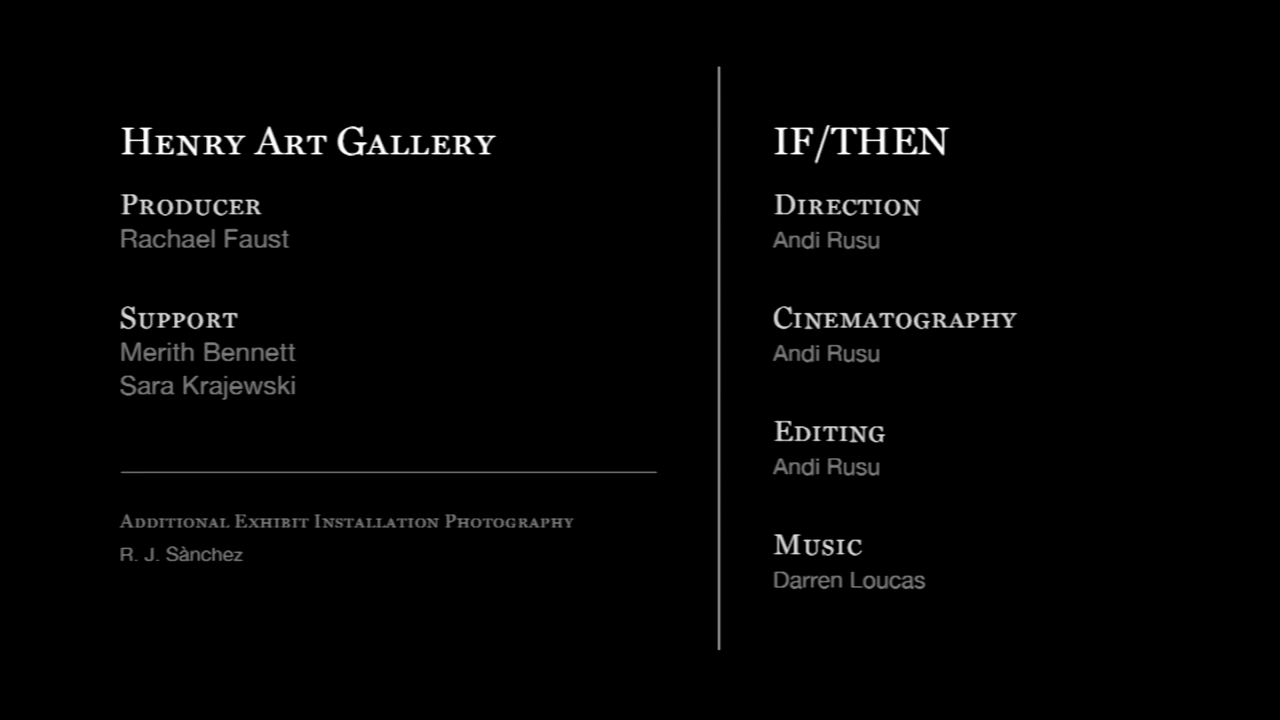 Henry Art Gallery
Producer
Rachael Faust
Support
Merith Bennett
Sara Krajewski
Additional Exhibit Installation Photography
R. J. Sànchez
IF/THEN
Direction
Andi Rusu
Cinematography
Andi Rusu
Editing
Andi Rusu
Music
Darren Loucas